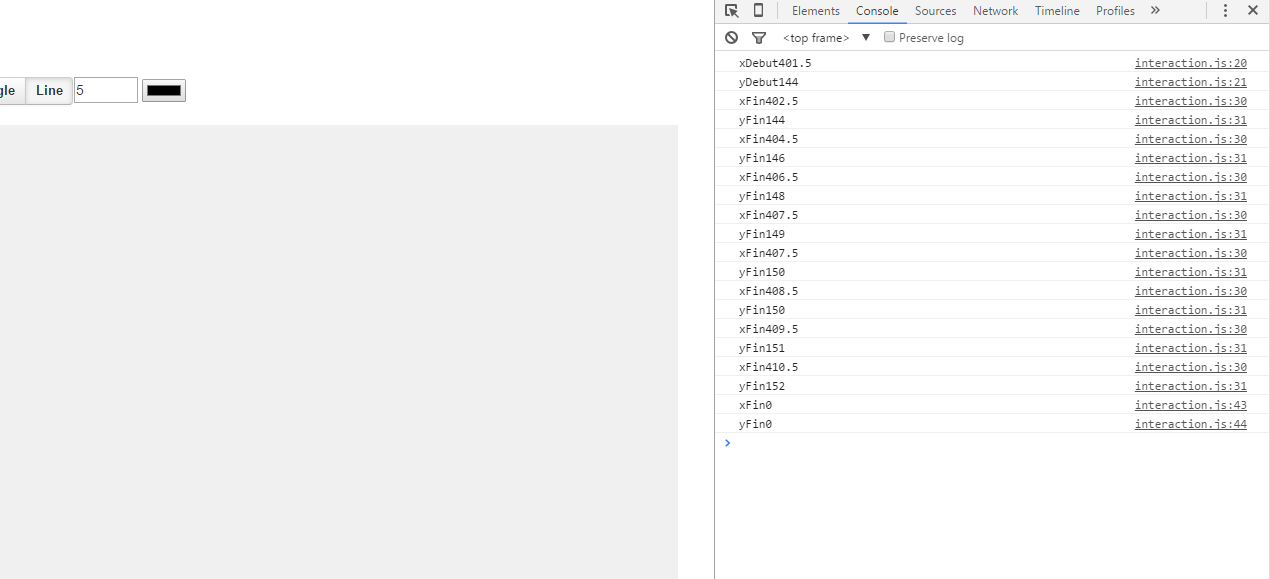 Elements Console Sources Network Timeline Profiles »
<top frame> ▼ Preserve log
gle Line 5
xDebut401.5 interaction.js:20
yDebut144 interaction.js:21
xFin402.5 interaction.js:30
yFin144 interaction.js:31
xFin404.5 interaction.js:30
yFin146 interaction.js:31
xFin406.5 interaction.js:30
yFin148 interaction.js:31
xFin407.5 interaction.js:30
yFin149 interaction.js:31
xFin407.5 interaction.js:30
yFin150 interaction.js:31
xFin408.5 interaction.js:30
yFin150 interaction.js:31
xFin409.5 interaction.js:30
yFin151 interaction.js:31
xFin410.5 interaction.js:30
yFin152 interaction.js:31
xFin0 interaction.js:43
yFin0 interaction.js:44